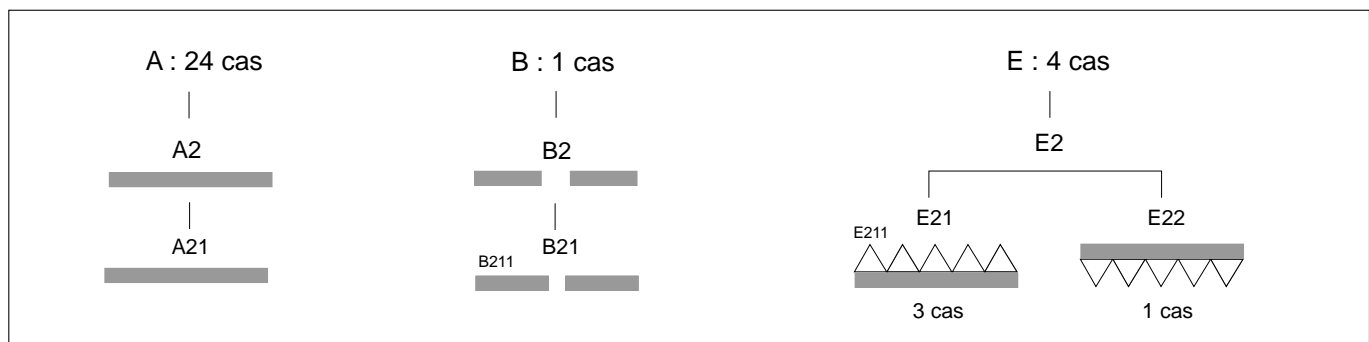 A : 24 cas
B : 1 cas
E : 4 cas
A2
B2
E2
A21
B21
B211
E21
E211
E22
3 cas
1 cas